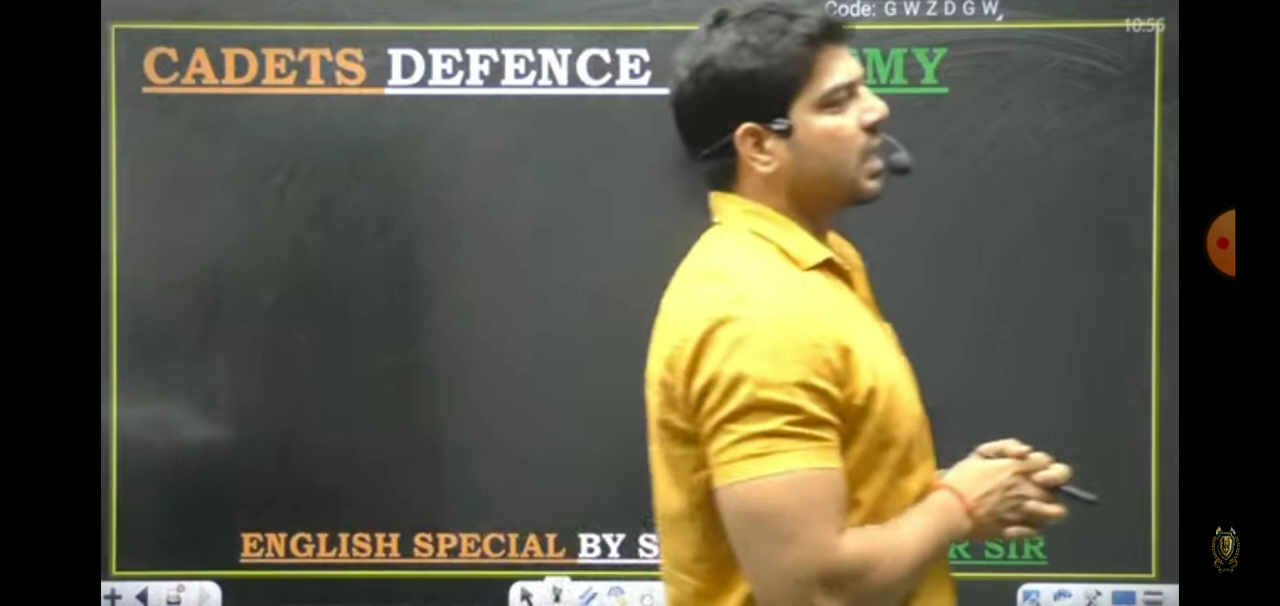 Code: G W Z D G W
10:56
CADETS DEFENCE MY
ENGLISH SPECIAL BY S R SIR